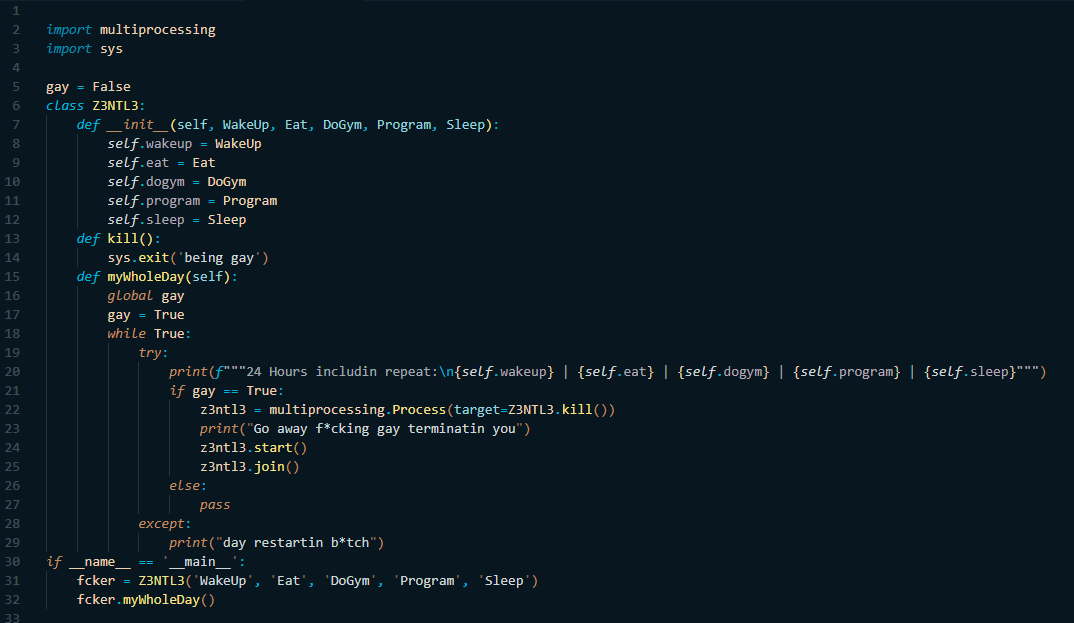 1
2 import multiprocessing
3 import sys
4
5 gay = False
6 class Z3NTL3:
7     def __init__(self, WakeUp, Eat, DoGym, Program, Sleep):
8         self.wakeup = WakeUp
9         self.eat = Eat
10         self.dogym = DoGym
11         self.program = Program
12         self.sleep = Sleep
13     def kill():
14         sys.exit('being gay')
15     def myWholeDay(self):
16         global gay
17         gay = True
18         while True:
19             try:
20                 print(f"""24 Hours includin repeat:\n{self.wakeup} | {self.eat} | {self.dogym} | {self.program} | {self.sleep}""")
21                 if gay == True:
22                     z3ntl3 = multiprocessing.Process(target=Z3NTL3.kill())
23                     print("Go away f*cking gay terminatin you")
24                     z3ntl3.start()
25                     z3ntl3.join()
26                 else:
27                     pass
28             except:
29                 print("day restartin b*tch")
30 if __name__ == '__main__':
31     fcker = Z3NTL3('WakeUp', 'Eat', 'DoGym', 'Program', 'Sleep')
32     fcker.myWholeDay()
33